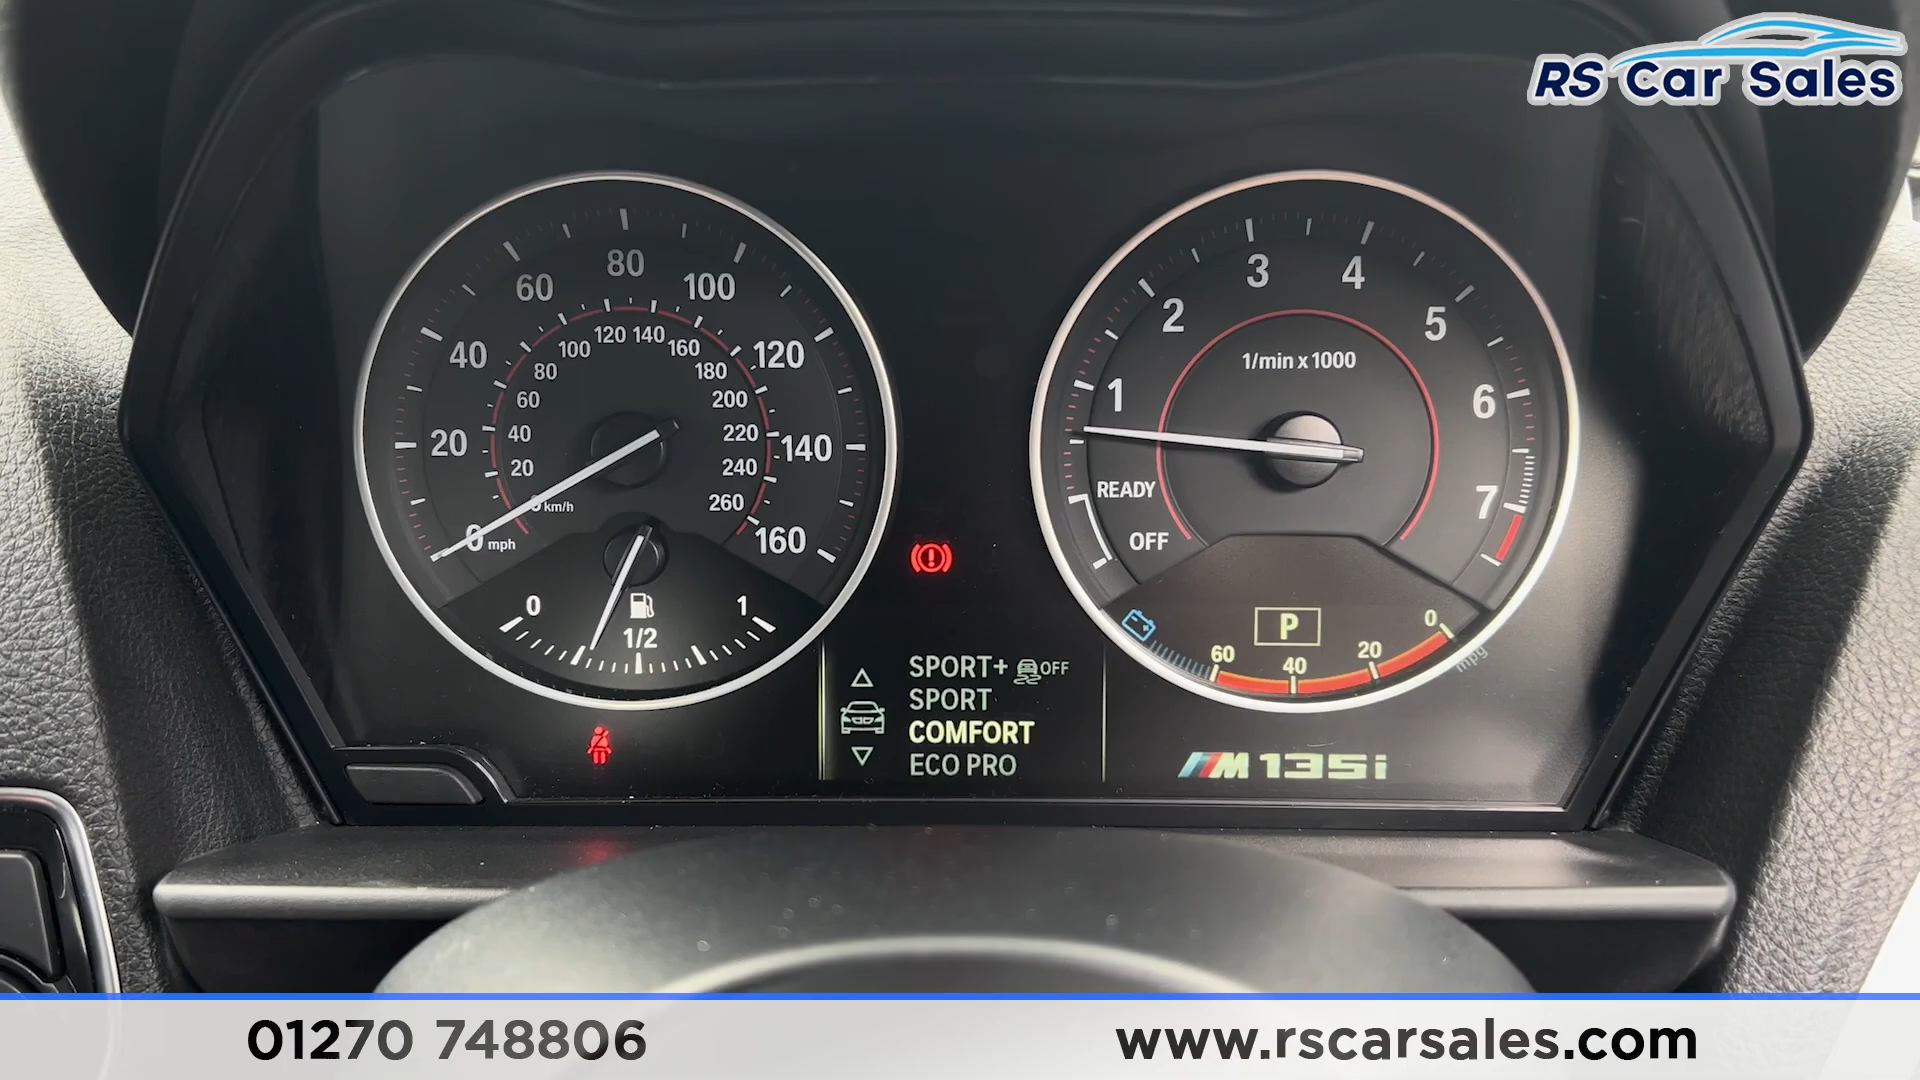 RS Car Sales
80
60
100
40
120
20
140
0 mph
160
120 140
100
160
80
180
60
200
40
220
20
240
km/h
260
0
1
1/2
3
4
2
5
1/min x 1000
1
6
READY
7
OFF
P
0
60
20
40
mpg
SPORT+ OFF
SPORT
COMFORT
ECO PRO
M135i
01270 748806
www.rscarsales.com